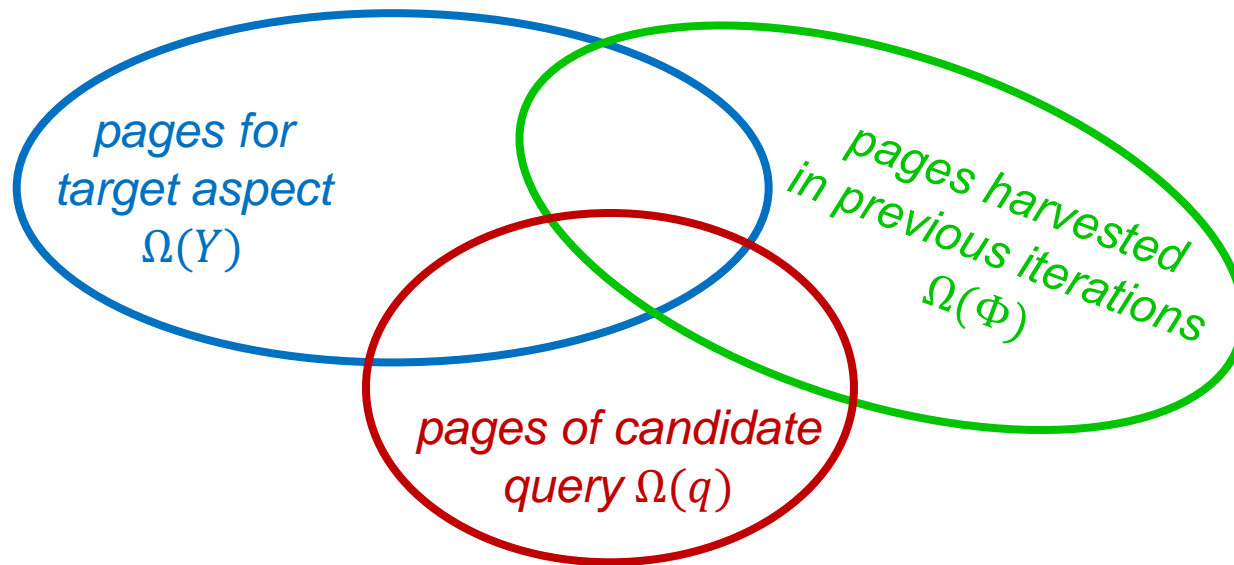 pages for
target aspect
Ω(Y)
pages harvested
in previous iterations
Ω(Φ)
pages of candidate
query Ω(q)